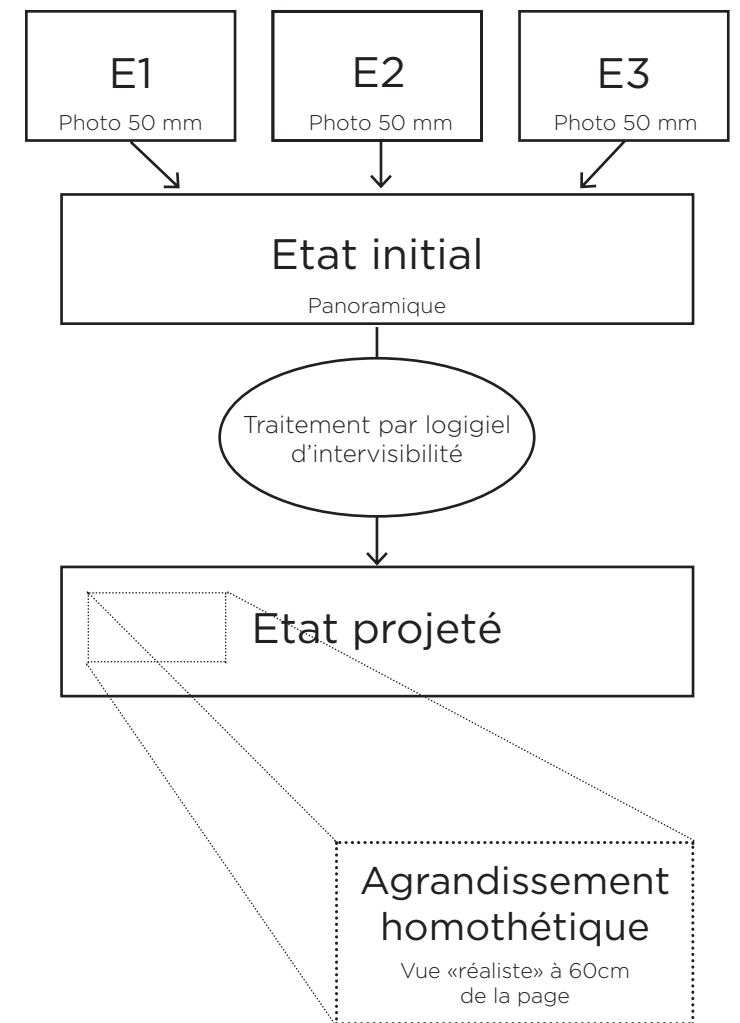 E1
Photo 50 mm
E2
Photo 50 mm
E3
Photo 50 mm
Etat initial
Panoramique
Traitement par logigiel
d'intervisibilité
Etat projeté
Agrandissement
homothétique
Vue «réaliste» à 60cm
de la page